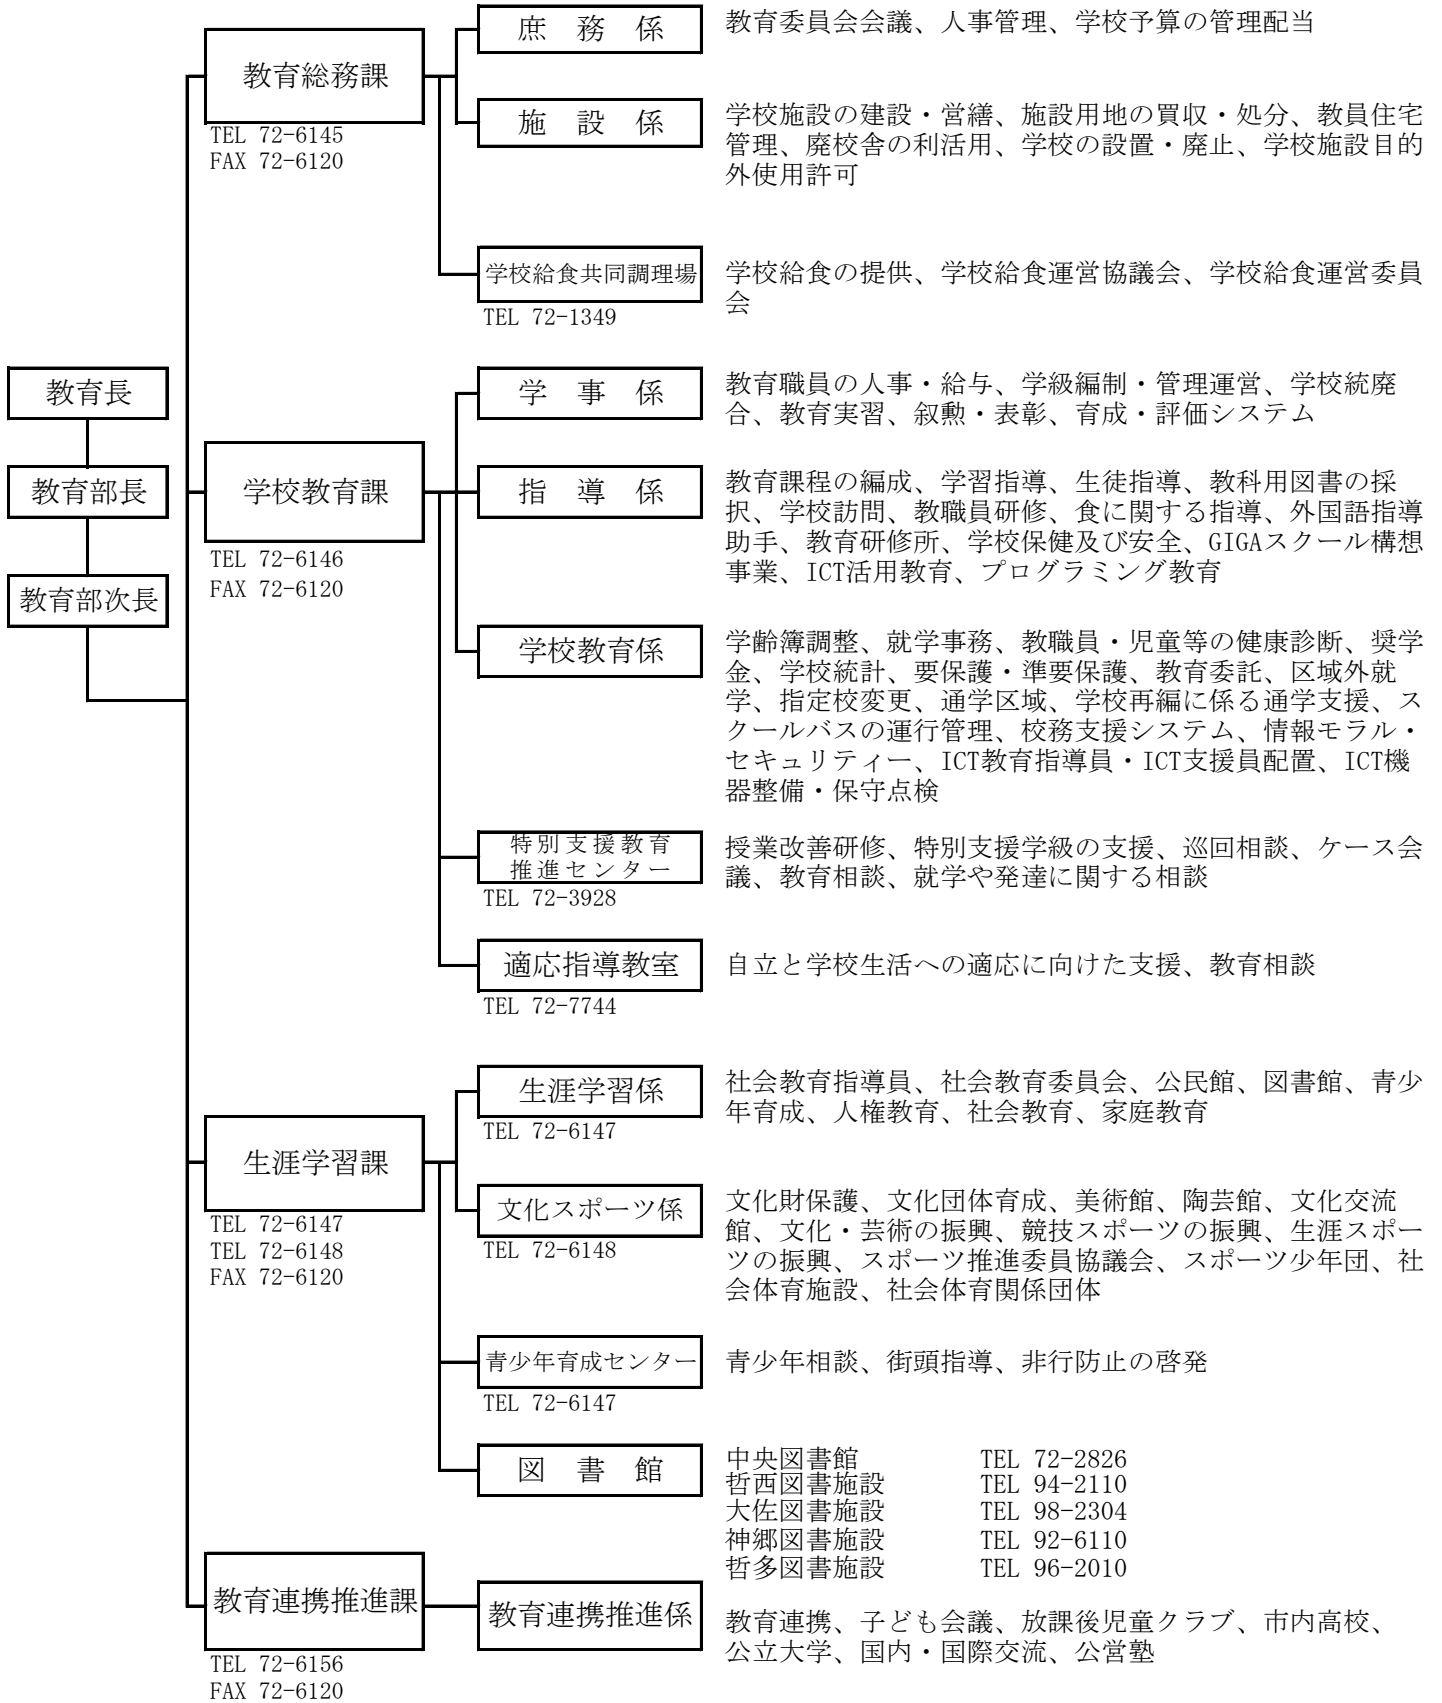 教育長
教育部長
教育部次長
教育総務課
TEL 72-6145
FAX 72-6120
庶務係
教育委員会会議、人事管理、学校予算の管理配当
施設係
学校施設の建設・営繕、施設用地の買収・処分、教員住宅
管理、廃校舎の利活用、学校の設置・廃止、学校施設目的
外使用許可
学校給食共同調理場
TEL 72-1349
学校給食の提供、学校給食運営協議会、学校給食運営委員
会
学校教育課
TEL 72-6146
FAX 72-6120
学事係
教育職員の人事・給与、学級編制・管理運営、学校統廃
合、教育実習、叙勲・表彰、育成・評価システム
指導係
教育課程の編成、学習指導、生徒指導、教科用図書の採
択、学校訪問、教職員研修、食に関する指導、外国語指導
助手、教育研修所、学校保健及び安全、GIGAスクール構想
事業、ICT活用教育、プログラミング教育
学校教育係
学齢簿調整、就学事務、教職員・児童等の健康診断、奨学
金、学校統計、要保護・準要保護、教育委託、区域外就
学、指定校変更、通学区域、学校再編に係る通学支援、ス
クールバスの運行管理、校務支援システム、情報モラル・
セキュリティー、ICT教育指導員・ICT支援員配置、ICT機
器整備・保守点検
特別支援教育
推進センター
TEL 72-3928
授業改善研修、特別支援学級の支援、巡回相談、ケース会
議、教育相談、就学や発達に関する相談
適応指導教室
TEL 72-7744
自立と学校生活への適応に向けた支援、教育相談
生涯学習課
TEL 72-6147
TEL 72-6148
FAX 72-6120
生涯学習係
TEL 72-6147
社会教育指導員、社会教育委員会、公民館、図書館、青少
年育成、人権教育、社会教育、家庭教育
文化スポーツ係
TEL 72-6148
文化財保護、文化団体育成、美術館、陶芸館、文化交流
館、文化・芸術の振興、競技スポーツの振興、生涯スポー
ツの振興、スポーツ推進委員協議会、スポーツ少年団、社
会体育施設、社会体育関係団体
青少年育成センター
TEL 72-6147
青少年相談、街頭指導、非行防止の啓発
図書館
中央図書館 TEL 72-2826
哲西図書施設 TEL 94-2110
大佐図書施設 TEL 98-2304
神郷図書施設 TEL 92-6110
哲多図書施設 TEL 96-2010
教育連携推進課
TEL 72-6156
FAX 72-6120
教育連携推進係
教育連携、子ども会議、放課後児童クラブ、市内高校、
公立大学、国内・国際交流、公営塾